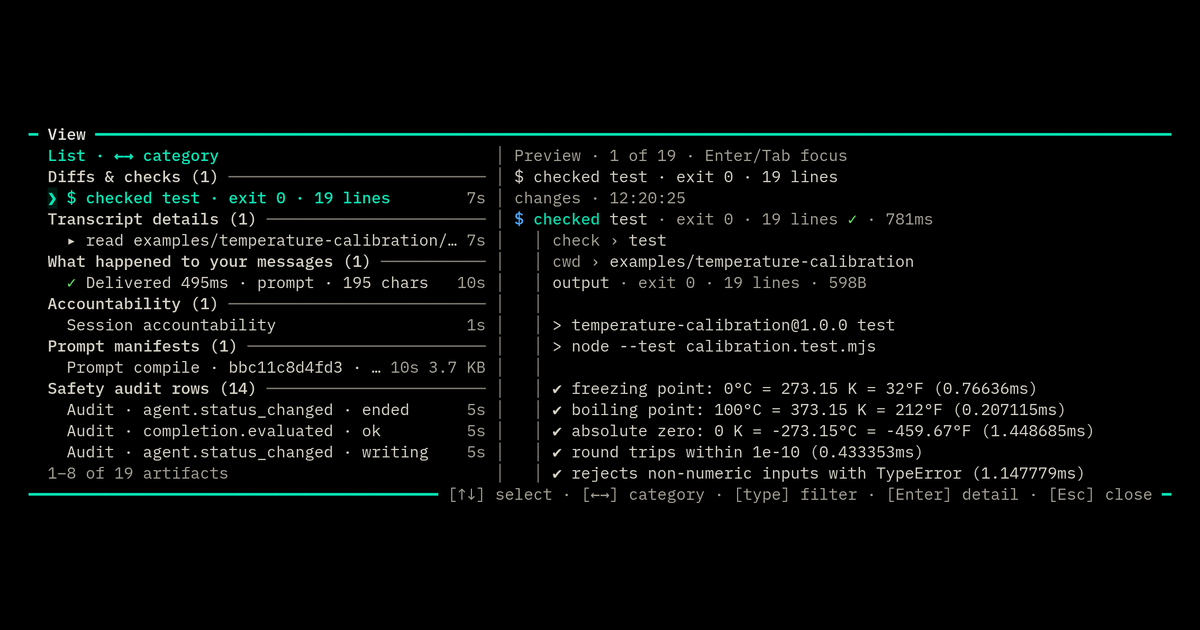 View
List · ←→ category
Diffs & checks (1)
❯ $ checked test · exit 0 · 19 lines 7s
Transcript details (1)
▸ read examples/temperature-calibration/… 7s
What happened to your messages (1)
✓ Delivered 495ms · prompt · 195 chars 10s
Accountability (1)
Session accountability 1s
Prompt manifests (1)
Prompt compile · bbc11c8d4fd3 · … 10s 3.7 KB
Safety audit rows (14)
Audit · agent.status_changed · ended 5s
Audit · completion.evaluated · ok 5s
Audit · agent.status_changed · writing 5s
1–8 of 19 artifacts
Preview · 1 of 19 · Enter/Tab focus
$ checked test · exit 0 · 19 lines
changes · 12:20:25
$ checked test · exit 0 · 19 lines ✓ · 781ms
check › test
cwd › examples/temperature-calibration
output · exit 0 · 19 lines · 598B
> temperature-calibration@1.0.0 test
> node --test calibration.test.mjs
✔ freezing point: 0°C = 273.15 K = 32°F (0.76636ms)
✔ boiling point: 100°C = 373.15 K = 212°F (0.207115ms)
✔ absolute zero: 0 K = -273.15°C = -459.67°F (1.448685ms)
✔ round trips within 1e-10 (0.433353ms)
✔ rejects non-numeric inputs with TypeError (1.147779ms)
[↑↓] select · [←→] category · [type] filter · [Enter] detail · [Esc] close